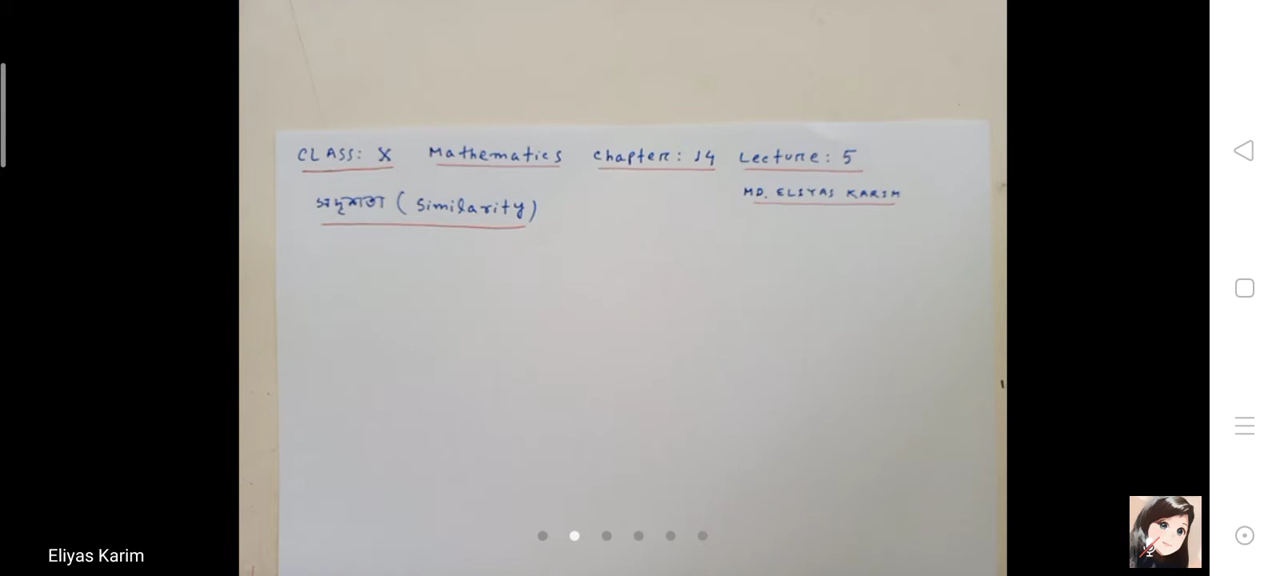 CLASS: X Mathematics Chapter: 14 Lecture: 5
MD. ELIYAS KARIM
সদৃশতা (Similarity)
Eliyas Karim